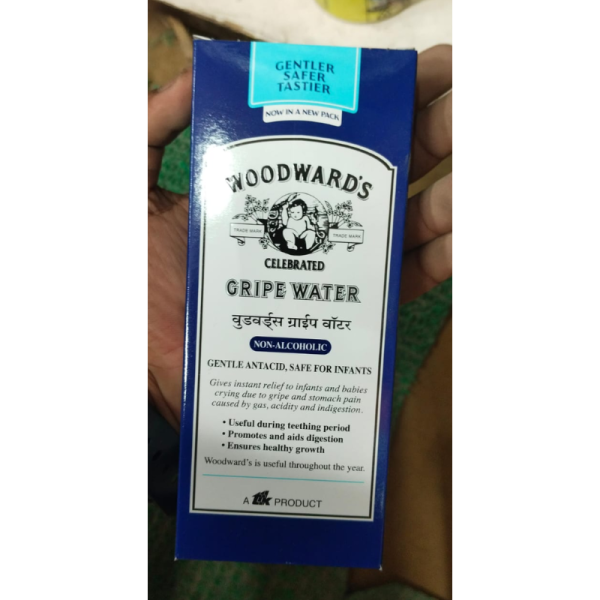 GENTLER
SAFER
TASTIER
NOW IN A NEW PACK
WOODWARD'S
TRADE MARK
TRADE MARK
CELEBRATED
GRIPE WATER
वुडवर्ड्स ग्राईप वॉटर
NON-ALCOHOLIC
GENTLE ANTACID, SAFE FOR INFANTS
Gives instant relief to infants and babies
crying due to gripe and stomach pain
caused by gas, acidity and indigestion.
• Useful during teething period
• Promotes and aids digestion
• Ensures healthy growth
Woodward's is useful throughout the year.
A TTK PRODUCT